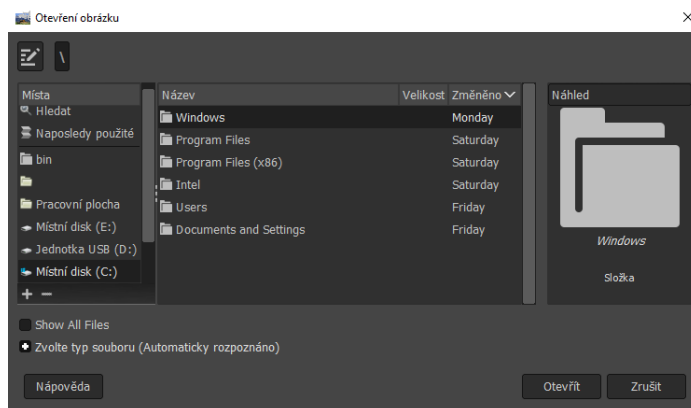 Otevření obrázku
\
Místa
Hledat
Naposledy použité
bin
Pracovní plocha
Místní disk (E:)
Jednotka USB (D:)
Místní disk (C:)
Název Velikost Změněno
Windows Monday
Program Files Saturday
Program Files (x86) Saturday
Intel Saturday
Users Friday
Documents and Settings Friday
Náhled
Windows
Složka
Show All Files
Zvolte typ souboru (Automaticky rozpoznáno)
Nápověda Otevřít Zrušit